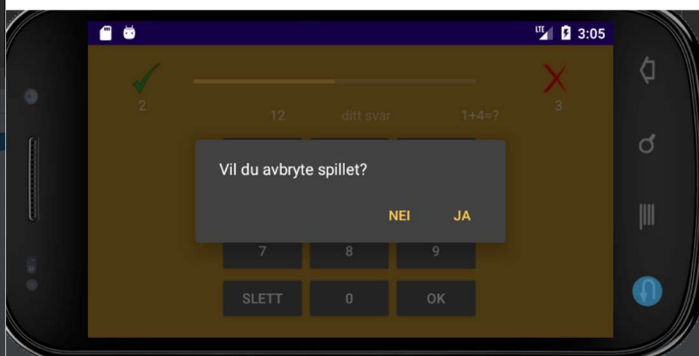 LTE 3:05
2 3
12 ditt svar 1+4=?
Vil du avbryte spillet?
NEI JA
7 8 9
SLETT 0 OK